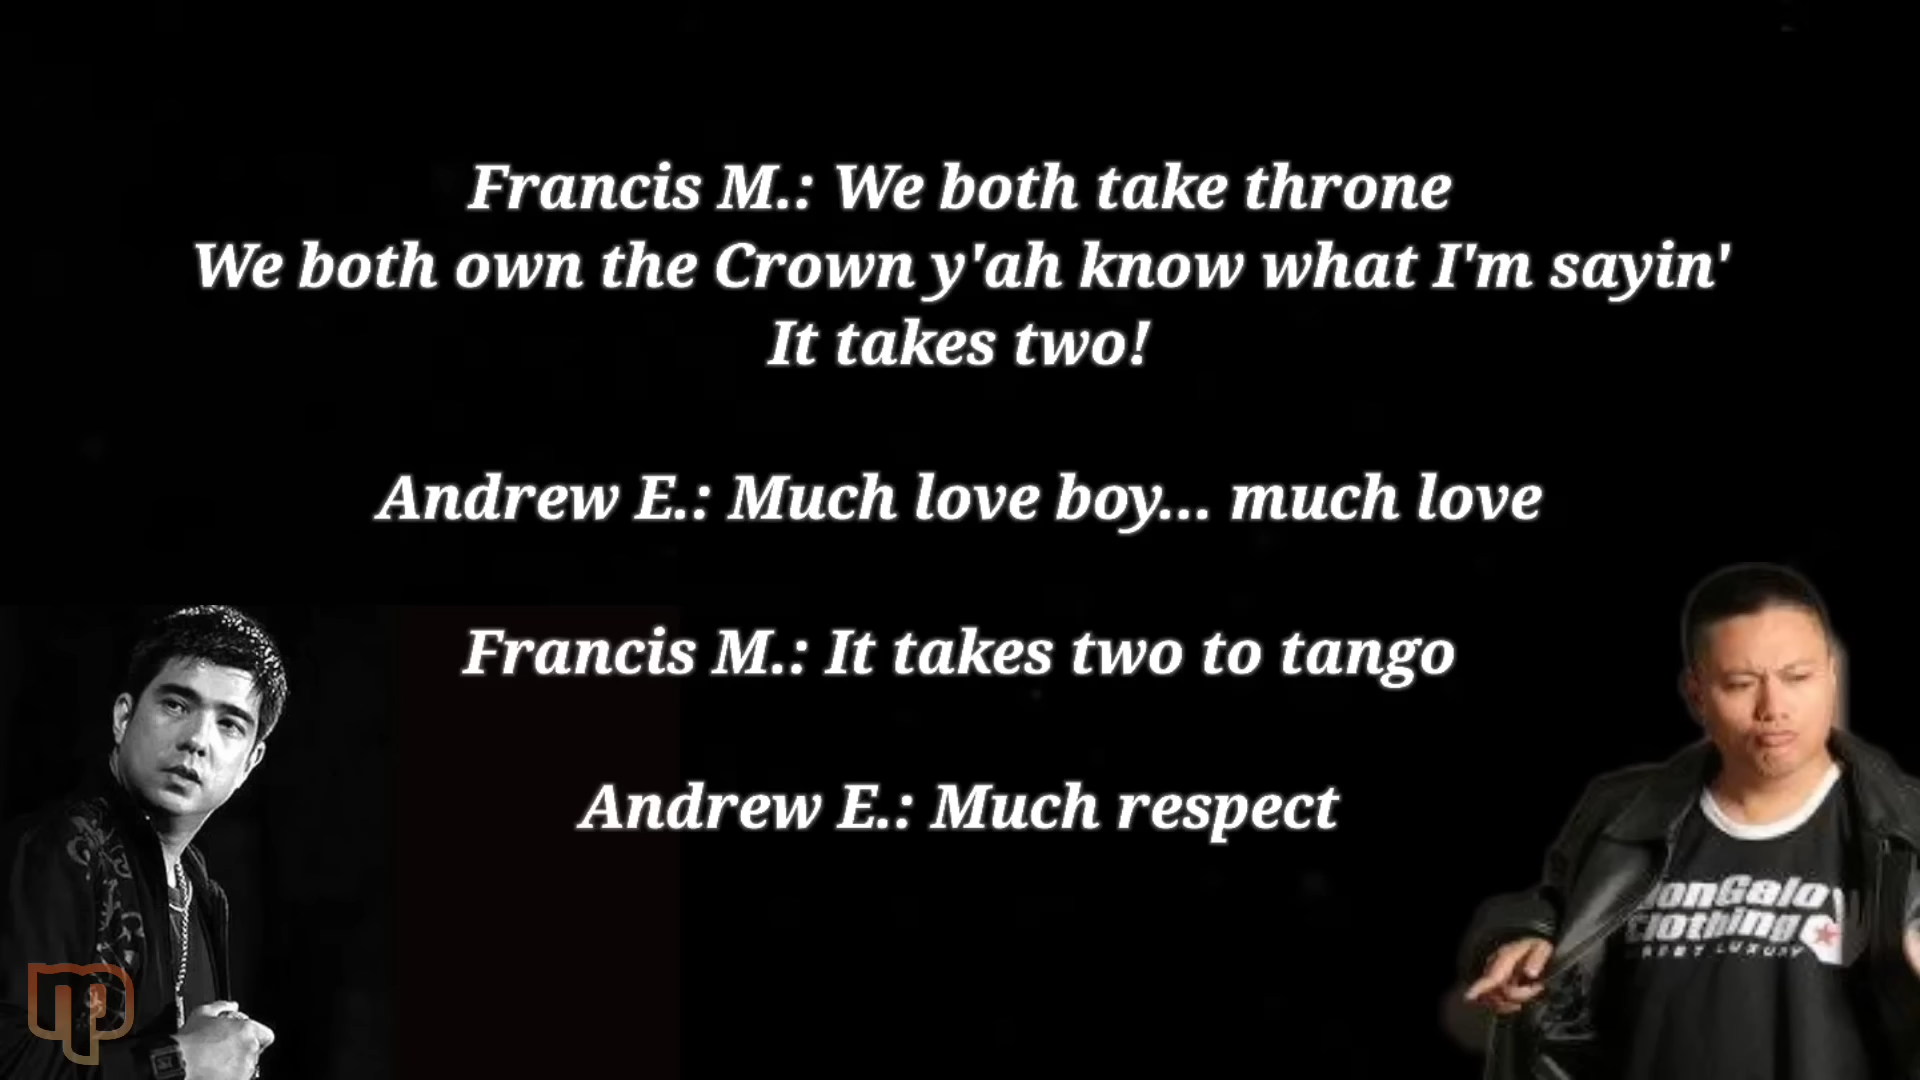 Francis M.: We both take throne
We both own the Crown y'ah know what I'm sayin'
It takes two!
Andrew E.: Much love boy... much love
Francis M.: It takes two to tango
Andrew E.: Much respect
Clothing